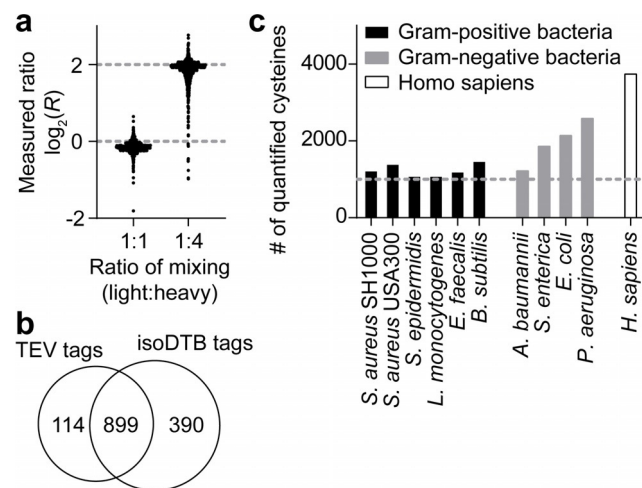 a
Measured ratio
log2(R)
2
0
-2
1:1 1:4
Ratio of mixing
(light:heavy)
b
TEV tags
isoDTB tags
114 899 390
c
# of quantified cysteines
Gram-positive bacteria
Gram-negative bacteria
Homo sapiens
4000
2000
0
S. aureus SH1000
S. aureus USA300
S. epidermidis
L. monocytogenes
E. faecalis
B. subtilis
A. baumannii
S. enterica
E. coli
P. aeruginosa
H. sapiens